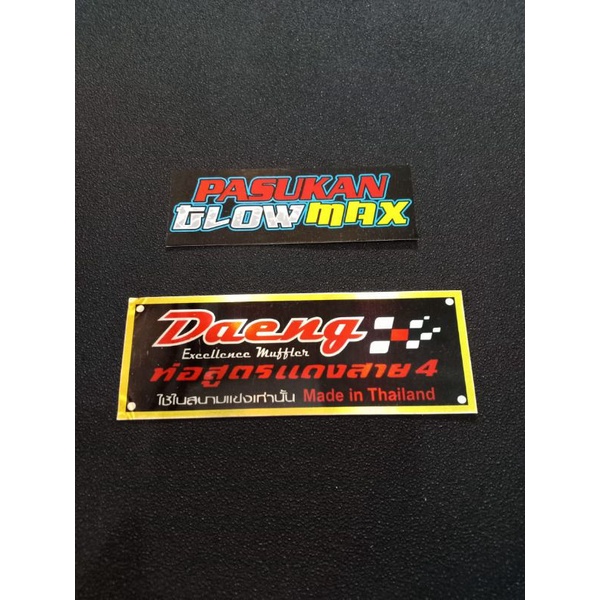 PASUKAN
GLOWMAX
Daeng
Excellence Muffler
ท่อสูตรแดงสาย 4
ใช้ในสนามแข่งเท่านั้น Made in Thailand